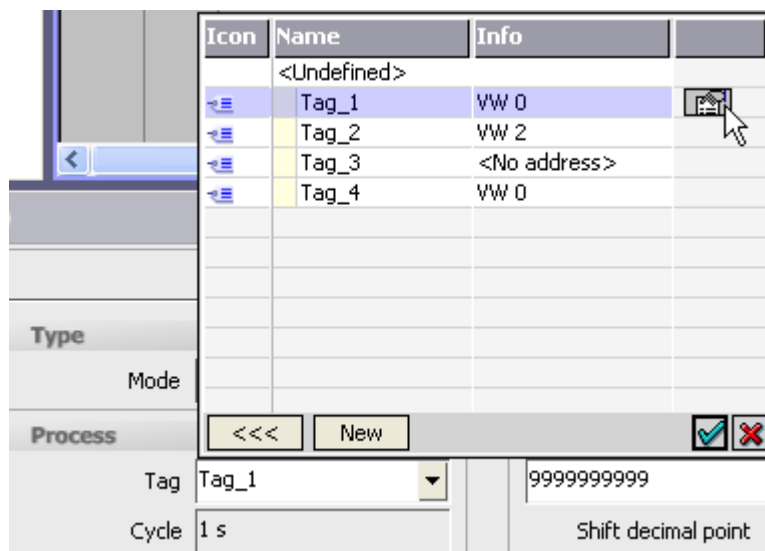 Icon Name Info
<Undefined>
Tag_1 VW 0
Tag_2 VW 2
Tag_3 <No address>
Tag_4 VW 0
Type
Mode
Process
<<< New
Tag Tag_1 9999999999
Cycle 1 s Shift decimal point